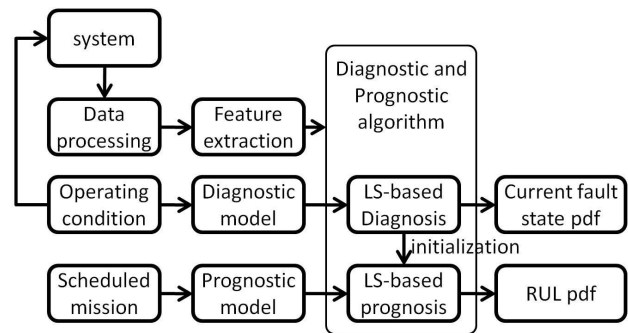 system
Diagnostic and
Prognostic
algorithm
Data
processing
Feature
extraction
Operating
condition
Diagnostic
model
LS-based
Diagnosis
Current fault
state pdf
initialization
Scheduled
mission
Prognostic
model
LS-based
prognosis
RUL pdf